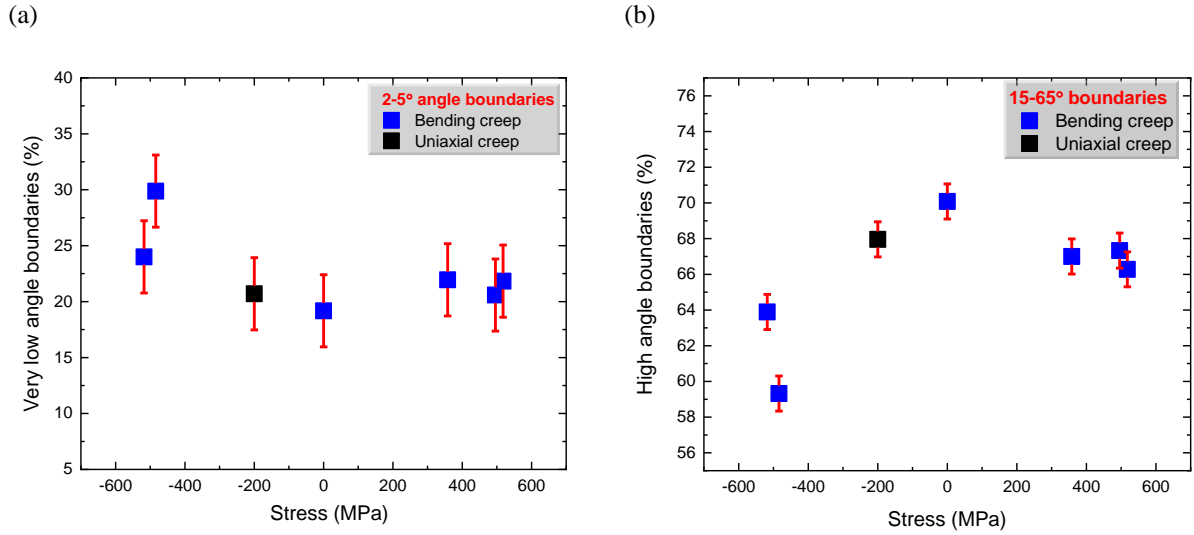 (a)
(b)
40
35
30
25
20
15
10
5
Very low angle boundaries (%)
2-5° angle boundaries
Bending creep
Uniaxial creep
-600 -400 -200 0 200 400 600
Stress (MPa)
76
74
72
70
68
66
64
62
60
58
56
High angle boundaries (%)
15-65° boundaries
Bending creep
Uniaxial creep
-600 -400 -200 0 200 400 600
Stress (MPa)